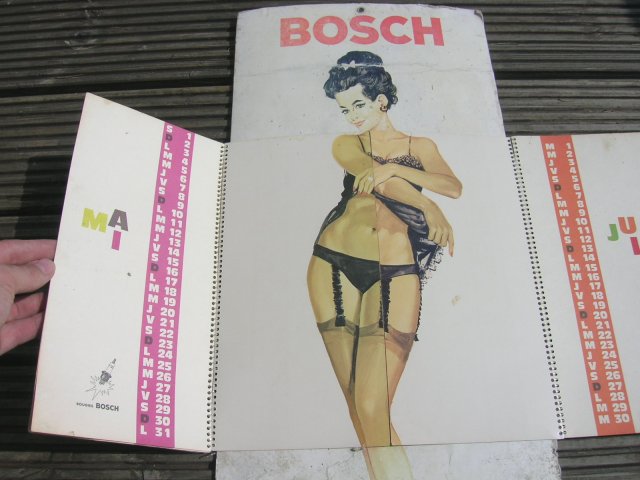 BOSCH
MAI
S 1
D 2
L 3
M 4
M 5
J 6
V 7
S 8
D 9
L 10
M 11
M 12
J 13
V 14
S 15
D 16
L 17
M 18
M 19
J 20
V 21
S 22
D 23
L 24
M 25
M 26
J 27
V 28
S 29
D 30
L 31
BOUGIE BOSCH
JU
I
M 1
M 2
J 3
V 4
S 5
D 6
L 7
M 8
M 9
J 10
V 11
S 12
D 13
L 14
M 15
M 16
J 17
V 18
S 19
D 20
L 21
M 22
M 23
J 24
V 25
S 26
D 27
L 28
M 29
M 30